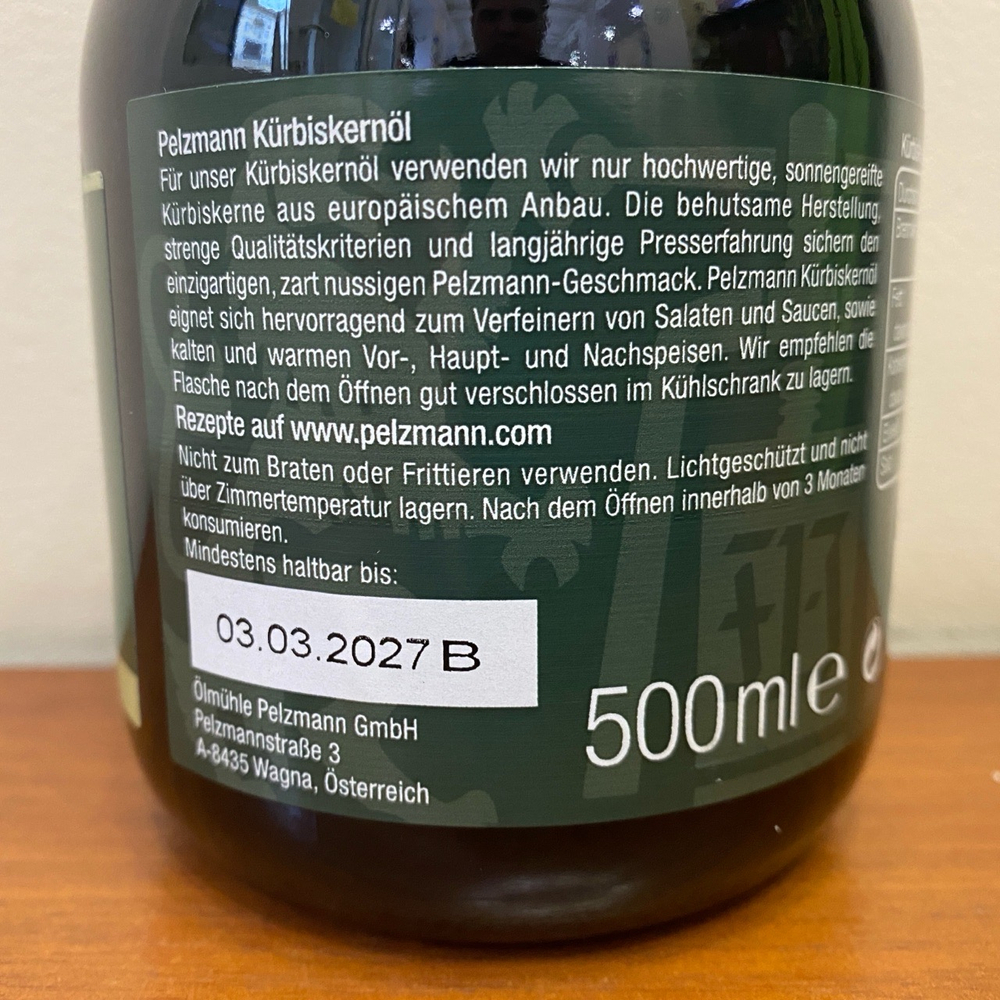 Pelzmann Kürbiskernöl
Für unser Kürbiskernöl verwenden wir nur hochwertige, sonnengereifte
Kürbiskerne aus europäischem Anbau. Die behutsame Herstellung,
strenge Qualitätskriterien und langjährige Presserfahrung sichern den
einzigartigen, zart nussigen Pelzmann-Geschmack. Pelzmann Kürbiskernöl
eignet sich hervorragend zum Verfeinern von Salaten und Saucen, sowie
kalten und warmen Vor-, Haupt- und Nachspeisen. Wir empfehlen die
Flasche nach dem Öffnen gut verschlossen im Kühlschrank zu lagern.
Rezepte auf www.pelzmann.com
Nicht zum Braten oder Frittieren verwenden. Lichtgeschützt und nicht
über Zimmertemperatur lagern. Nach dem Öffnen innerhalb von 3 Monaten
konsumieren.
Mindestens haltbar bis:
03.03.2027 B
500ml e
Ölmühle Pelzmann GmbH
Pelzmannstraße 3
A-8435 Wagna, Österreich